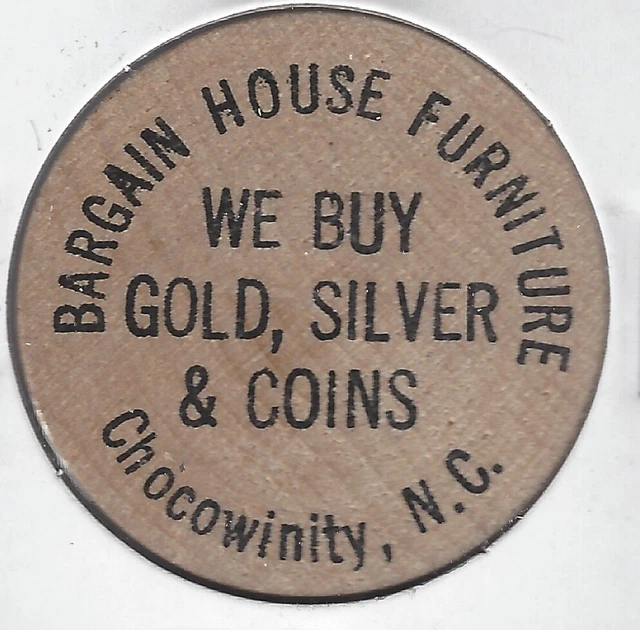 BARGAIN HOUSE FURNITURE
WE BUY
GOLD, SILVER
& COINS
Chocowinity, N.C.